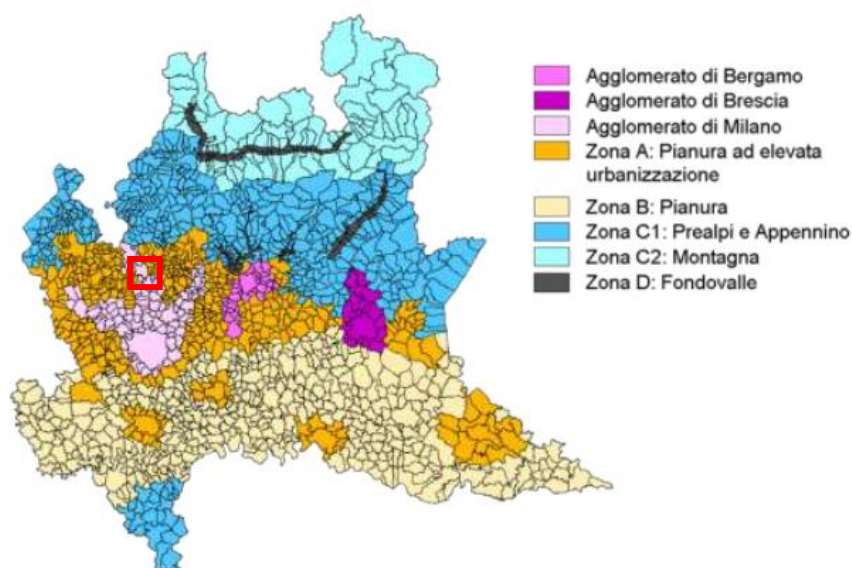 Agglomerato di Bergamo
Agglomerato di Brescia
Agglomerato di Milano
Zona A: Pianura ad elevata
urbanizzazione
Zona B: Pianura
Zona C1: Prealpi e Appennino
Zona C2: Montagna
Zona D: Fondovalle